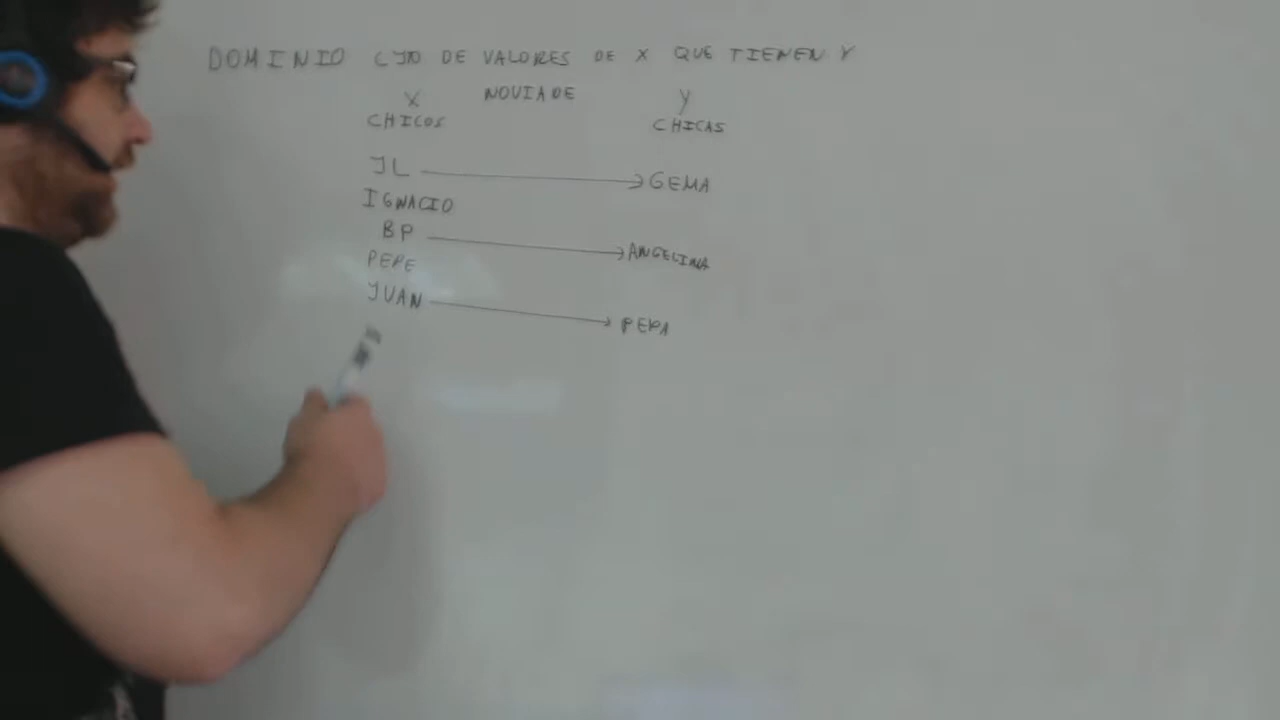 DOMINIO CJTO DE VALORES DE X QUE TIENEN Y
X NOVIA DE Y
CHICOS CHICAS
JL GEMA
IGNACIO
BP ANGELINA
PEPE
JUAN PEPA